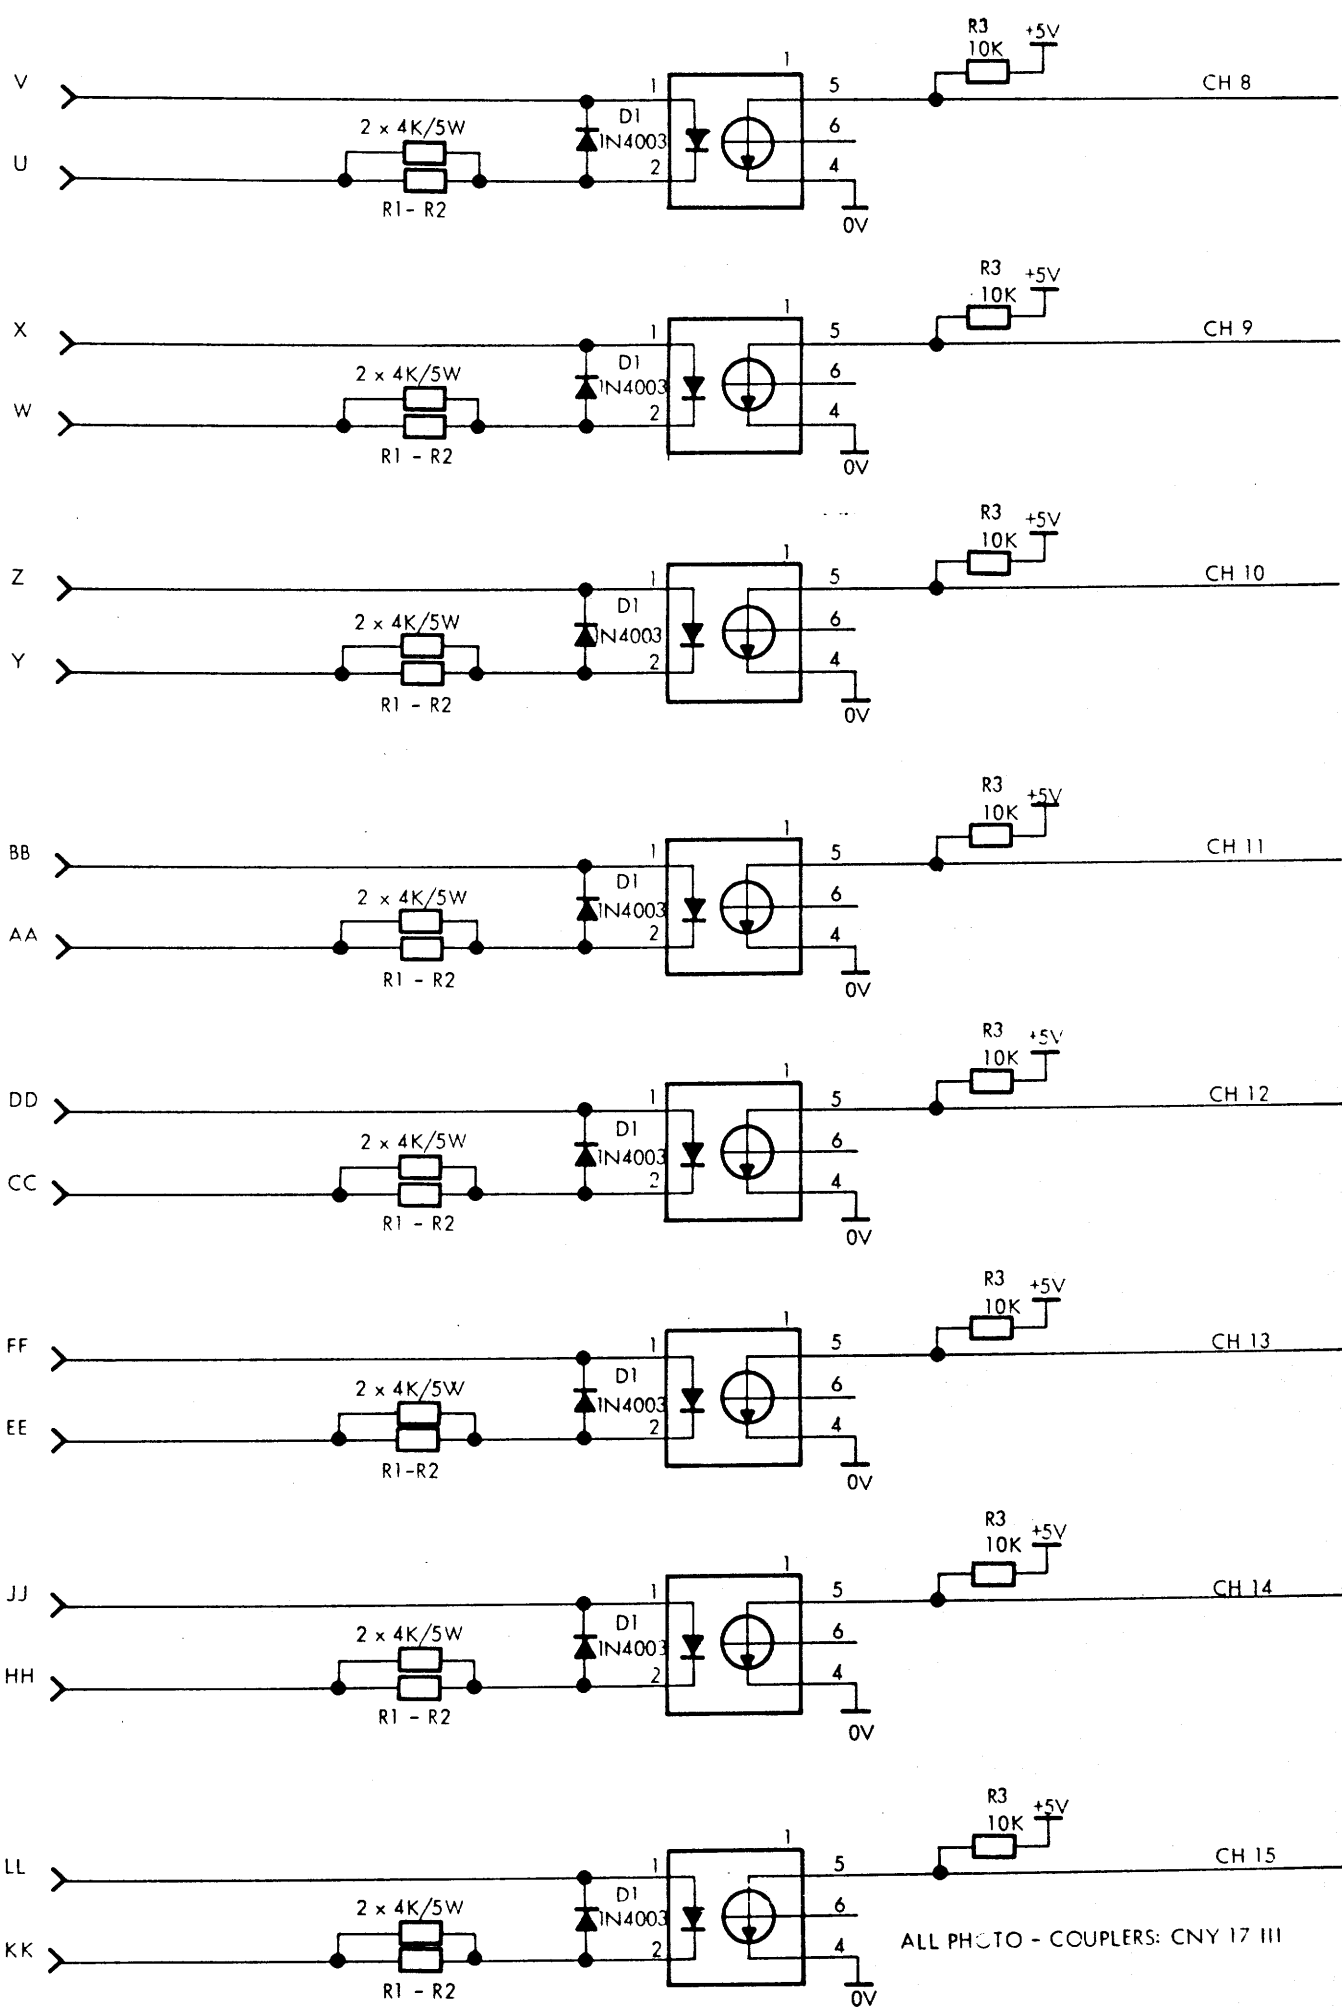 R3
10K +5V
1
V 1 5 CH 8
D1
2 x 4K/5W 1N4003 6
U 2 4
R1- R2
0V
R3 +5V
10K
1
X 1 5 CH 9
D1
2 x 4K/5W 1N4003 6
W 2 4
R1 - R2
0V
R3 +5V
10K
1
Z 1 5 CH 10
D1
2 x 4K/5W 1N4003 6
Y 2 4
R1 - R2
0V
R3 +5V
10K
1
BB 1 5 CH 11
D1
2 x 4K/5W 1N4003 6
AA 2 4
R1 - R2
0V
R3 +5V
10K
1
DD 1 5 CH 12
D1
2 x 4K/5W 1N4003 6
CC 2 4
R1 - R2
0V
R3 +5V
10K
1
FF 1 5 CH 13
D1
2 x 4K/5W 1N4003 6
EE 2 4
R1-R2
0V
R3 +5V
10K
1
JJ 1 5 CH 14
D1
2 x 4K/5W 1N4003 6
HH 2 4
R1 - R2
0V
R3 +5V
10K
1
LL 1 5 CH 15
D1
2 x 4K/5W 1N4003 6
ALL PHOTO - COUPLERS: CNY 17 III
KK 2 4
R1 - R2
0V